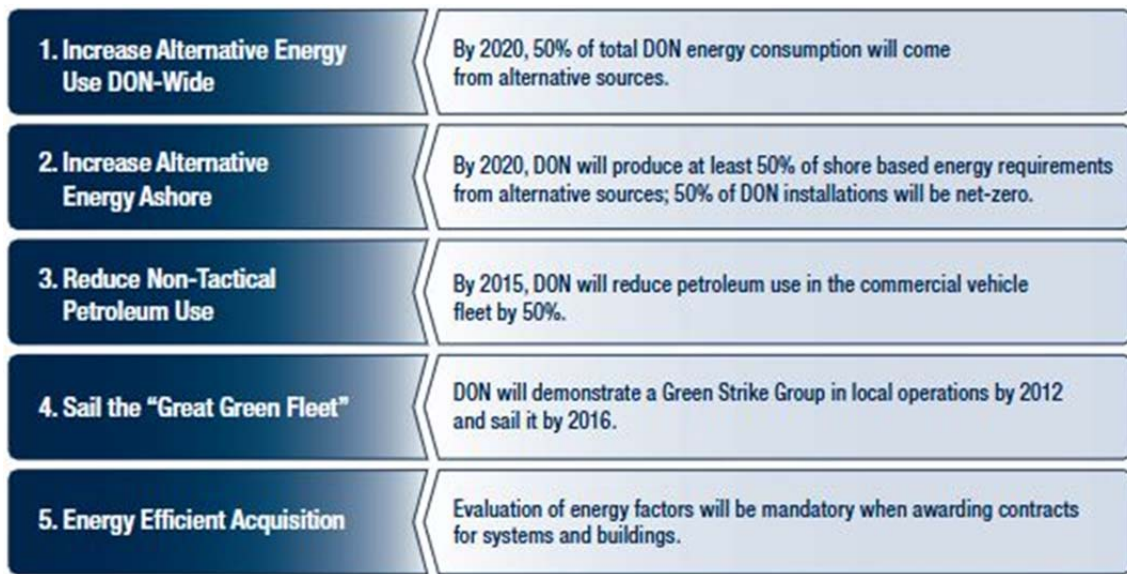 1. Increase Alternative Energy
Use DON-Wide
By 2020, 50% of total DON energy consumption will come
from alternative sources.
2. Increase Alternative
Energy Ashore
By 2020, DON will produce at least 50% of shore based energy requirements
from alternative sources; 50% of DON installations will be net-zero.
3. Reduce Non-Tactical
Petroleum Use
By 2015, DON will reduce petroleum use in the commercial vehicle
fleet by 50%.
4. Sail the “Great Green Fleet”
DON will demonstrate a Green Strike Group in local operations by 2012
and sail it by 2016.
5. Energy Efficient Acquisition
Evaluation of energy factors will be mandatory when awarding contracts
for systems and buildings.